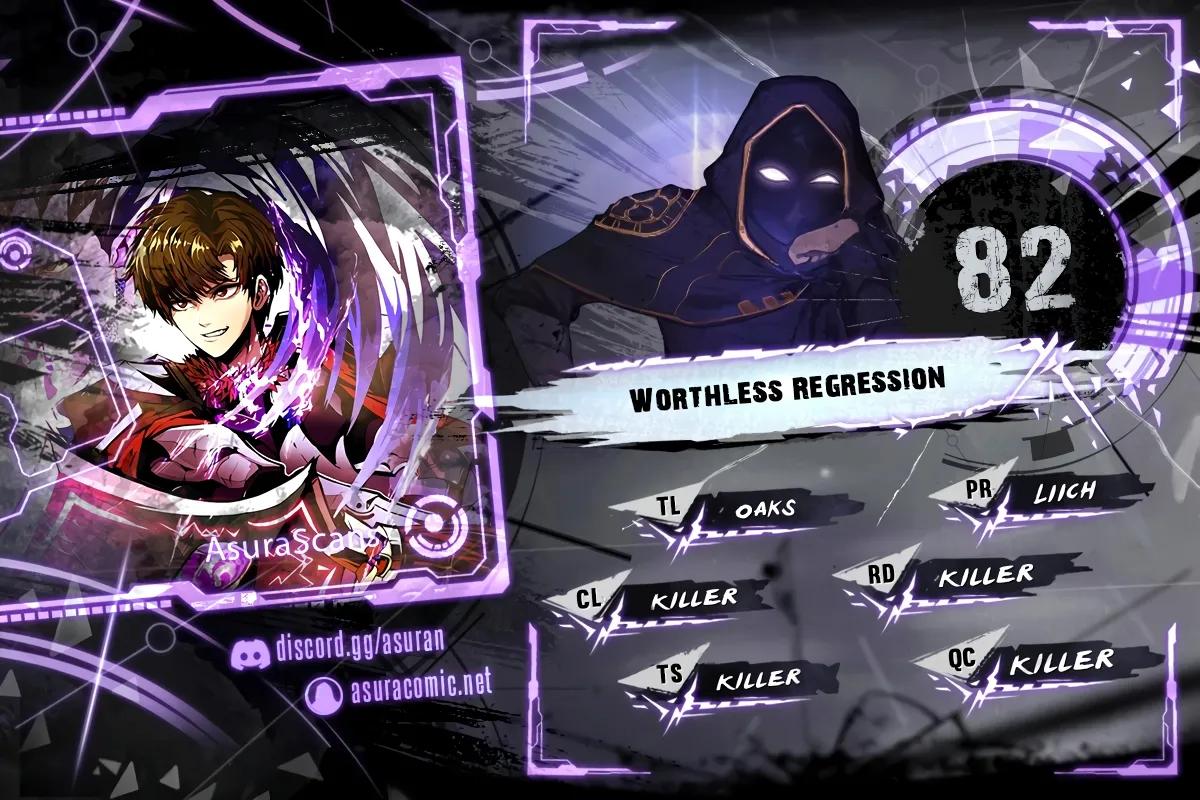 82
WORTHLESS REGRESSION
TL OAKS
PR LIICH
CL KILLER
RD KILLER
TS KILLER
QC KILLER
AsuraScans
discord.gg/asuran
asuracomic.net